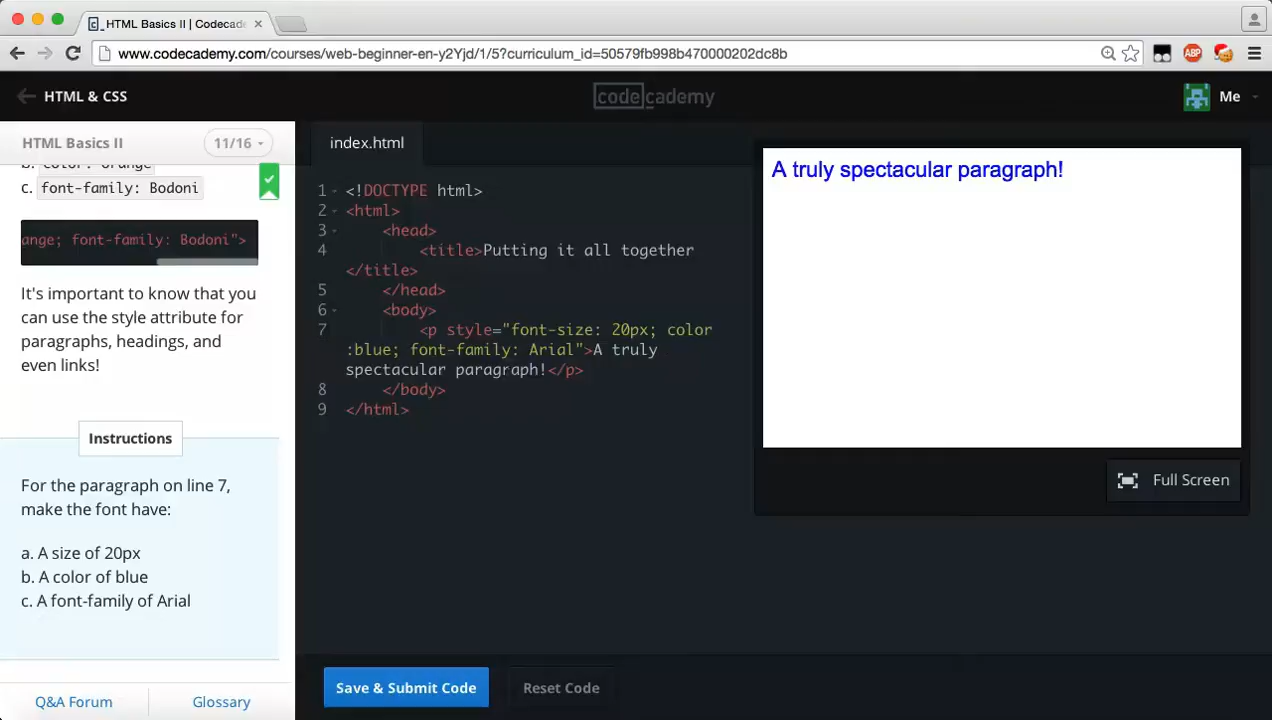 HTML Basics II | Codecade
www.codecademy.com/courses/web-beginner-en-y2Yjd/1/5?curriculum_id=50579fb998b470000202dc8b
ABP
HTML & CSS
codecademy
Me
HTML Basics II
11/16
index.html
b. color: orange
c. font-family: Bodoni
ange; font-family: Bodoni">
It's important to know that you
can use the style attribute for
paragraphs, headings, and
even links!
Instructions
For the paragraph on line 7,
make the font have:
a. A size of 20px
b. A color of blue
c. A font-family of Arial
Q&A Forum
Glossary
1 <!DOCTYPE html>
2 <html>
3 <head>
4 <title>Putting it all together
</title>
5 </head>
6 <body>
7 <p style="font-size: 20px; color
:blue; font-family: Arial">A truly
spectacular paragraph!</p>
8 </body>
9 </html>
Save & Submit Code
Reset Code
A truly spectacular paragraph!
Full Screen